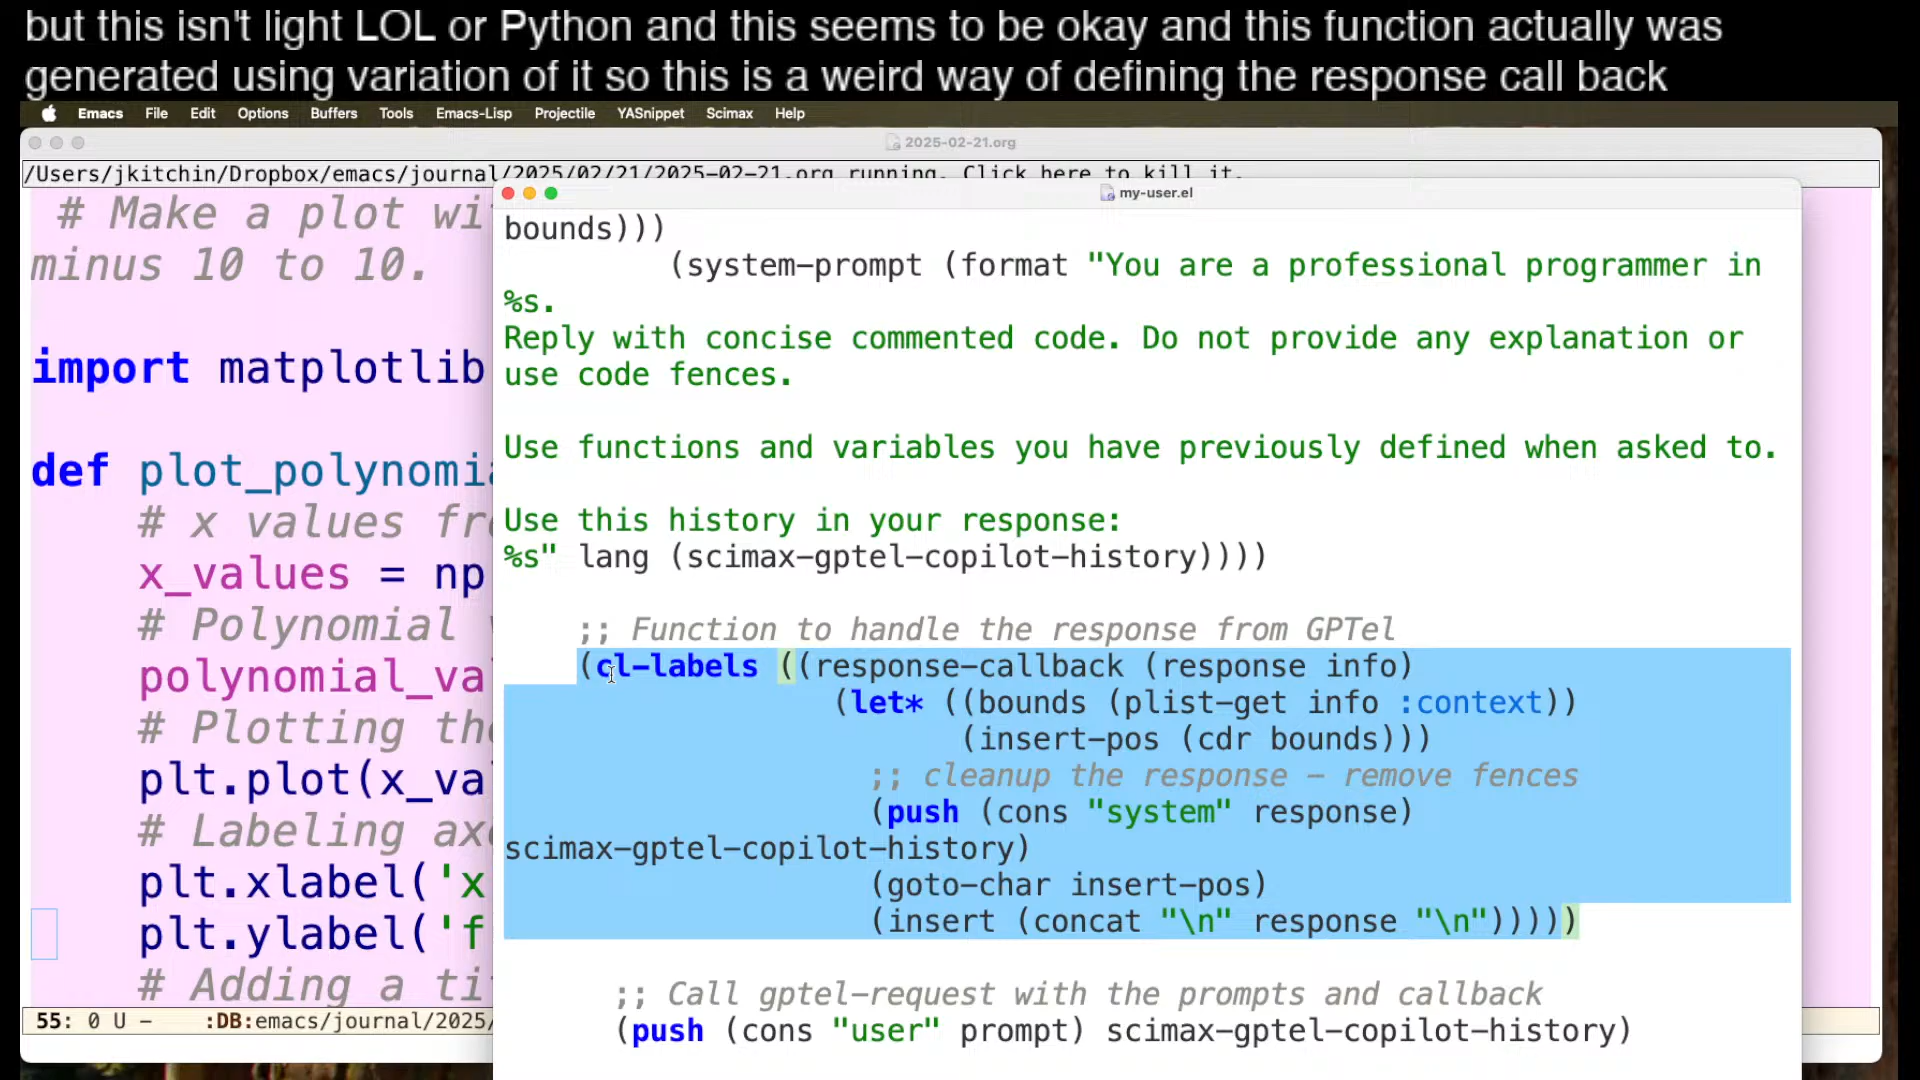 but this isn't light LOL or Python and this seems to be okay and this function actually was
generated using variation of it so this is a weird way of defining the response call back
Emacs File Edit Options Buffers Tools Emacs-Lisp Projectile YASnippet Scimax Help
2025-02-21.org
/Users/jkitchin/Dropbox/emacs/journal/2025/02/21/2025-02-21.org running. Click here to kill it.
# Make a plot wi
minus 10 to 10.
import matplotlib
def plot_polynomia
# x values fr
x_values = np
# Polynomial
polynomial_va
# Plotting th
plt.plot(x_va
# Labeling ax
plt.xlabel('x
plt.ylabel('f
# Adding a ti
55: 0 U – :DB:emacs/journal/2025/
my-user.el
bounds)))
(system-prompt (format "You are a professional programmer in
%s.
Reply with concise commented code. Do not provide any explanation or
use code fences.
Use functions and variables you have previously defined when asked to.
Use this history in your response:
%s" lang (scimax-gptel-copilot-history))))
;; Function to handle the response from GPTel
(cl-labels ((response-callback (response info)
(let* ((bounds (plist-get info :context))
(insert-pos (cdr bounds)))
;; cleanup the response - remove fences
(push (cons "system" response)
scimax-gptel-copilot-history)
(goto-char insert-pos)
(insert (concat "\n" response "\n")))))
;; Call gptel-request with the prompts and callback
(push (cons "user" prompt) scimax-gptel-copilot-history)